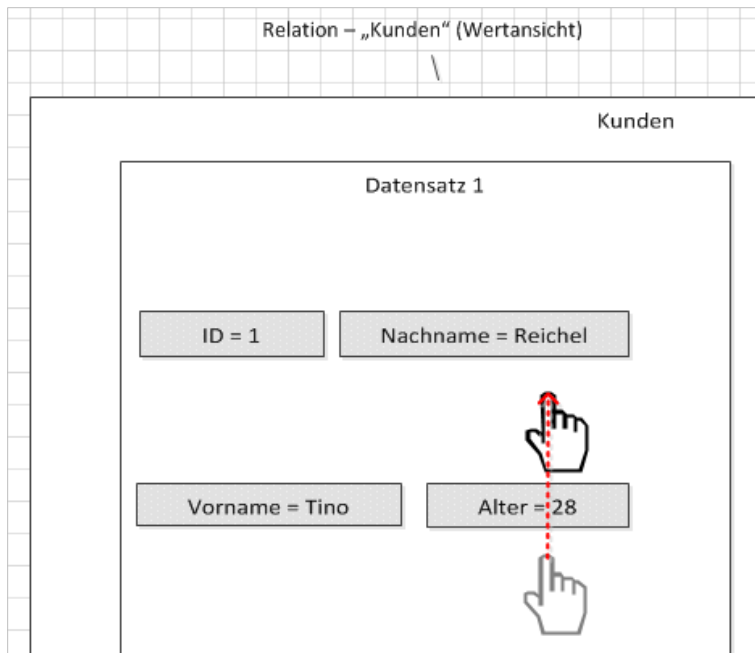 Relation – „Kunden“ (Wertansicht)
Kunden
Datensatz 1
ID = 1
Nachname = Reichel
Vorname = Tino
Alter = 28